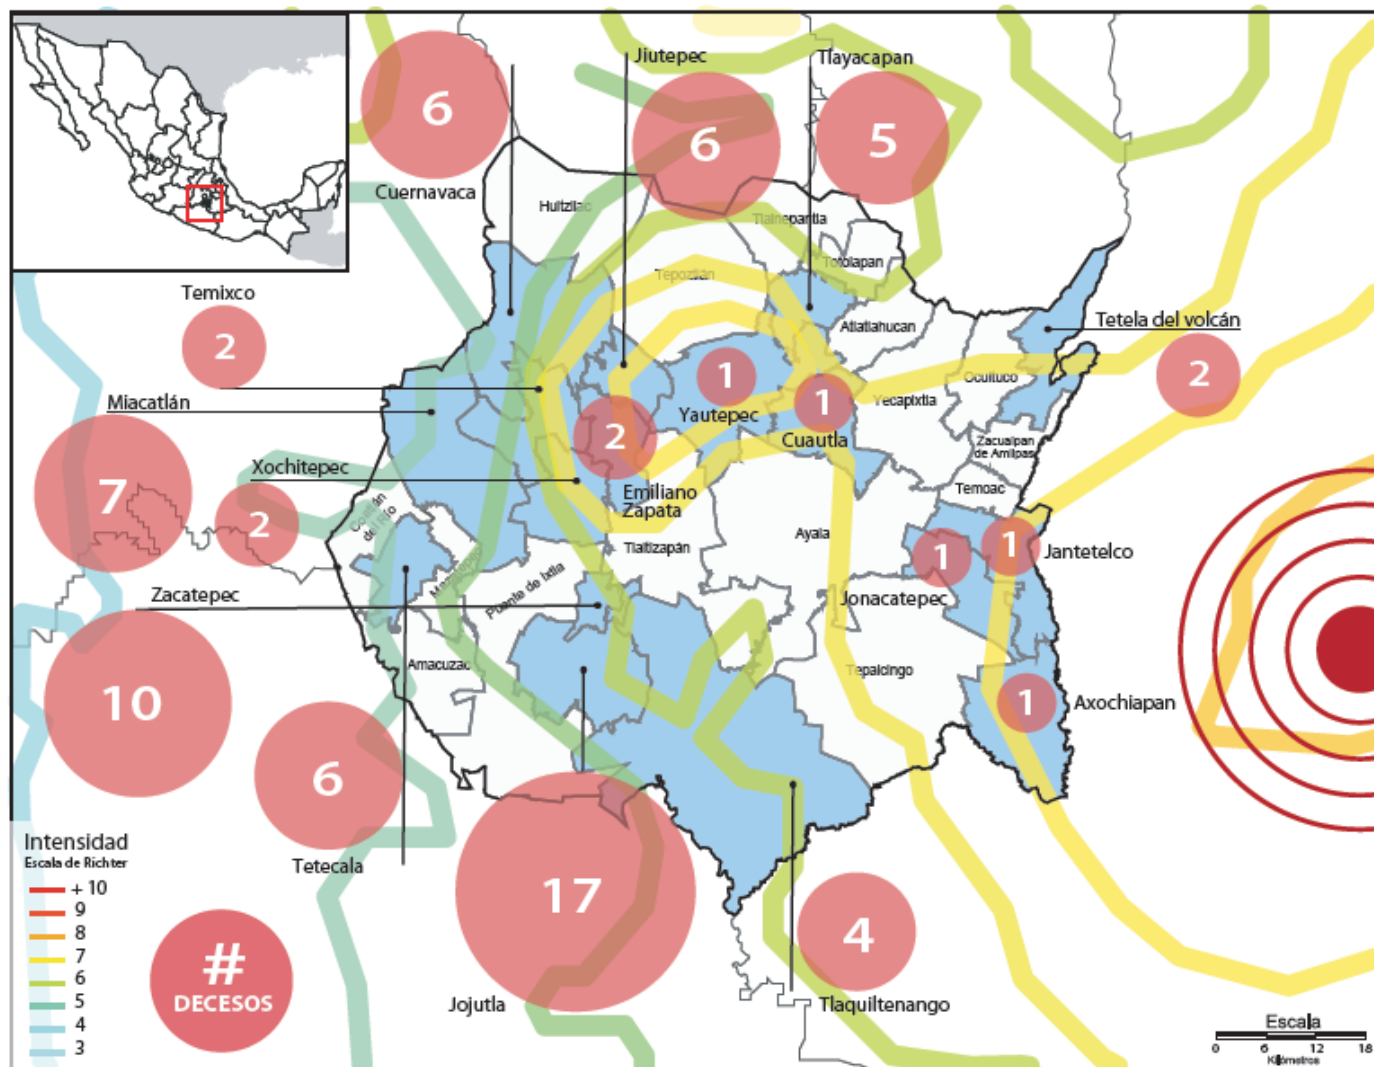 Jiutepec
Tlayacapan
6
6
5
Cuernavaca
Huitzilac
Tlalnepantla
Totolapan
Tepoztlán
Temixco
2
Tetela del volcán
Atlatlahucan
2
Ocuituco
1
1
Yecapixtla
Miacatlán
Yautepec
Cuautla
2
Zacualpan
de Amilpas
Xochitepec
7
2
Emiliano
Zapata
Temoac
Coatlán
del Río
Tlaltizapán
Ayala
1
1
Jantetelco
Mazatepec
Puente de Ixtla
Zacatepec
Jonacatepec
Amacuzac
Tepalcingo
10
1
Axochiapan
6
Tetecala
17
4
Jojutla
Tlaquiltenango
Intensidad
Escala de Richter
+ 10
9
8
7
6
5
4
3
#
DECESOS
Escala
0 6 12 18
Kilómetros